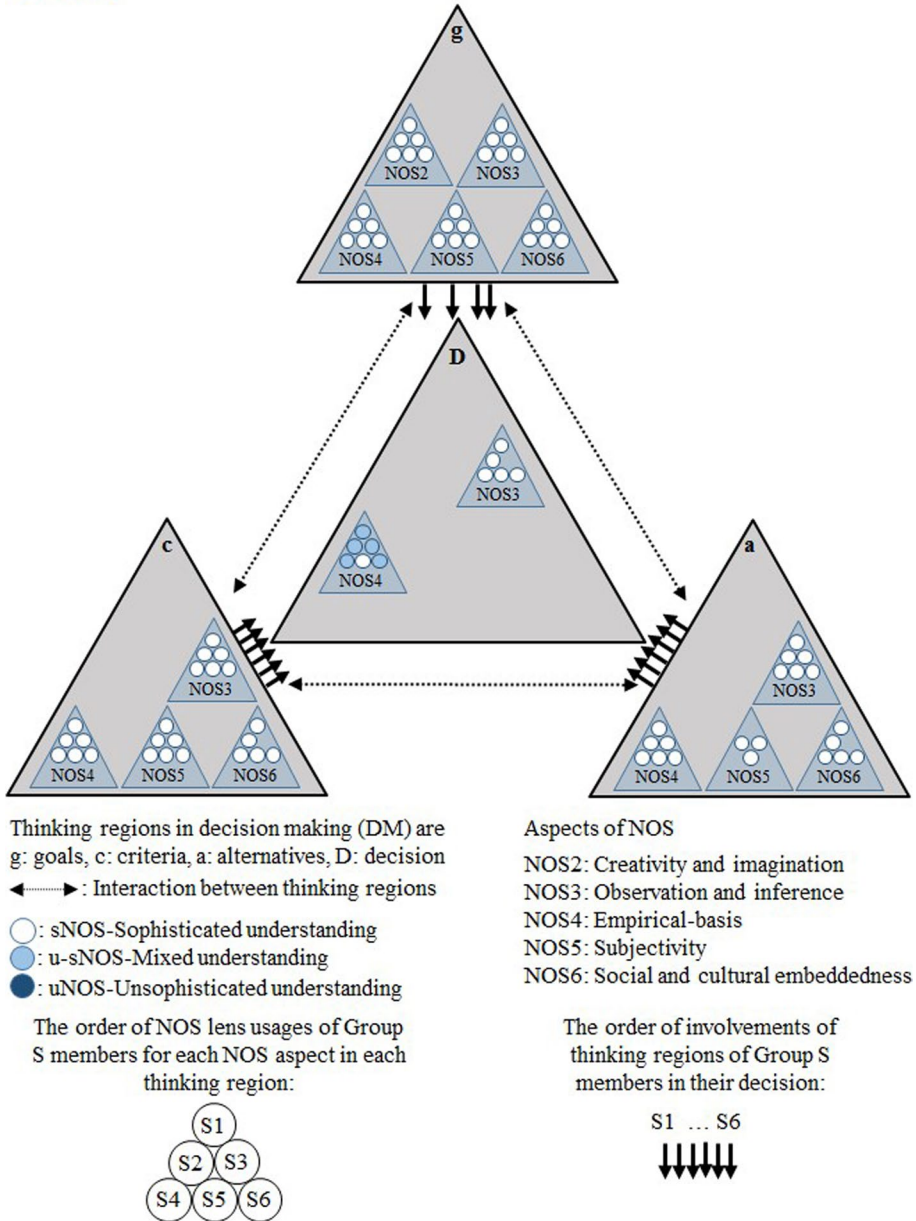 g
NOS2 NOS3
NOS4 NOS5 NOS6
D
NOS3
NOS4
c
NOS3
NOS4 NOS5 NOS6
a
NOS3
NOS4 NOS5 NOS6
Thinking regions in decision making (DM) are
g: goals, c: criteria, a: alternatives, D: decision
: Interaction between thinking regions
: sNOS-Sophisticated understanding
: u-sNOS-Mixed understanding
: uNOS-Unsophisticated understanding
The order of NOS lens usages of Group
S members for each NOS aspect in each
thinking region:
S1
S2 S3
S4 S5 S6
Aspects of NOS
NOS2: Creativity and imagination
NOS3: Observation and inference
NOS4: Empirical-basis
NOS5: Subjectivity
NOS6: Social and cultural embeddedness
The order of involvements of
thinking regions of Group S
members in their decision:
S1 ... S6